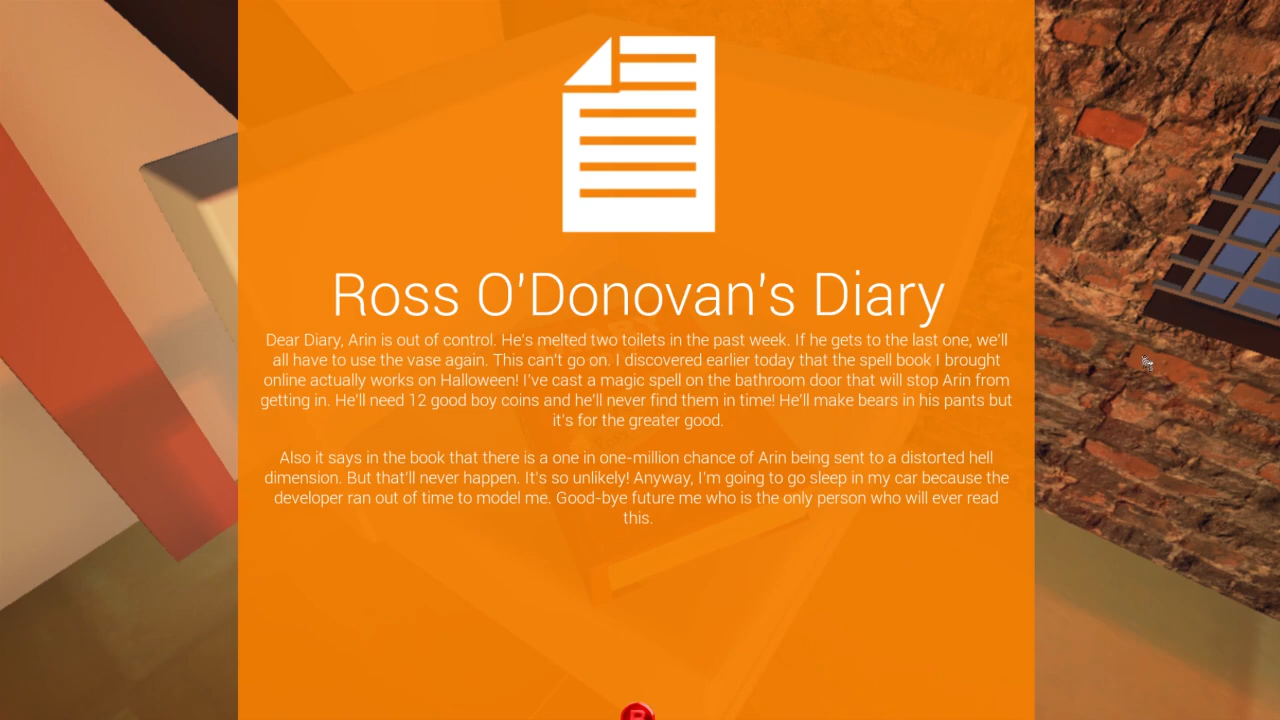 Ross O'Donovan's Diary
Dear Diary, Arin is out of control. He's melted two toilets in the past week. If he gets to the last one, we'll
all have to use the vase again. This can't go on. I discovered earlier today that the spell book I brought
online actually works on Halloween! I've cast a magic spell on the bathroom door that will stop Arin from
getting in. He'll need 12 good boy coins and he'll never find them in time! He'll make bears in his pants but
it's for the greater good.
Also it says in the book that there is a one in one-million chance of Arin being sent to a distorted hell
dimension. But that'll never happen. It's so unlikely! Anyway, I'm going to go sleep in my car because the
developer ran out of time to model me. Good-bye future me who is the only person who will ever read
this.